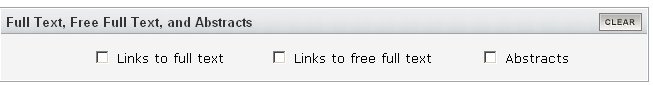 Full Text, Free Full Text, and Abstracts CLEAR
Links to full text Links to free full text Abstracts